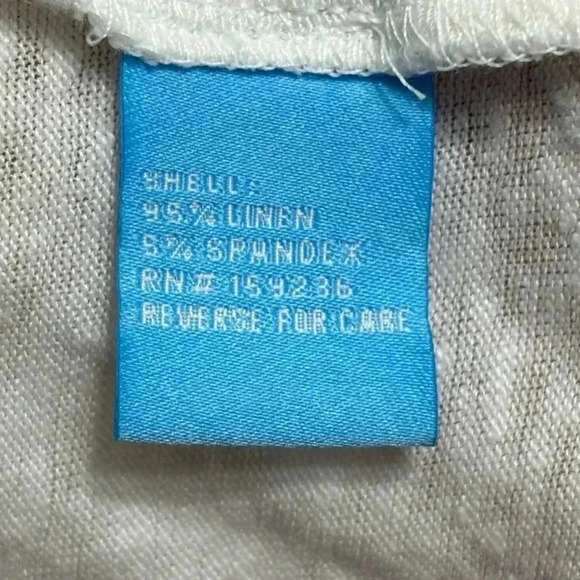 SHELL:
95% LINEN
5% SPANDEX
RN# 159236
REVERSE FOR CARE